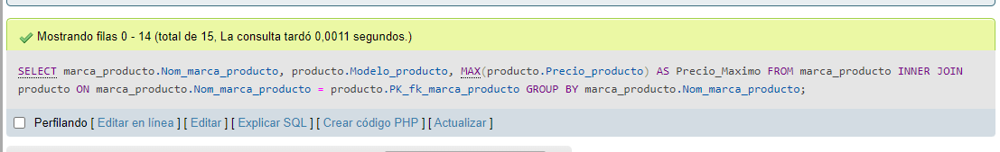 Mostrando filas 0 - 14 (total de 15, La consulta tardó 0,0011 segundos.)
SELECT marca_producto.Nom_marca_producto, producto.Modelo_producto, MAX(producto.Precio_producto) AS Precio_Maximo FROM marca_producto INNER JOIN
producto ON marca_producto.Nom_marca_producto = producto.PK_fk_marca_producto GROUP BY marca_producto.Nom_marca_producto;
Perfilando [ Editar en línea ] [ Editar ] [ Explicar SQL ] [ Crear código PHP ] [ Actualizar ]